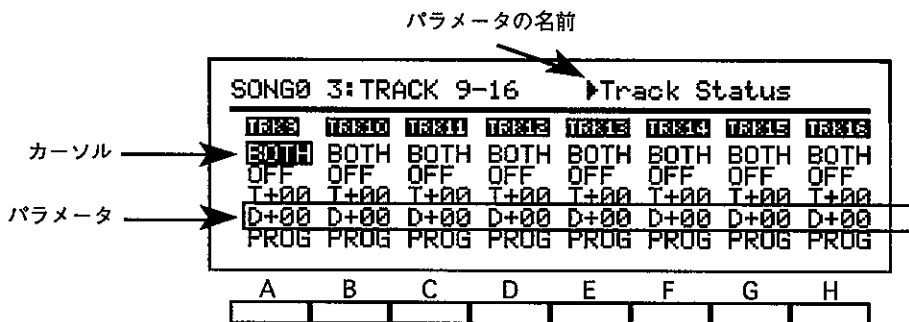 パラメータの名前
SONG0 3:TRACK 9-16 ▶Track Status
TRK9 TRK10 TRK11 TRK12 TRK13 TRK14 TRK15 TRK16
カーソル
BOTH BOTH BOTH BOTH BOTH BOTH BOTH BOTH
OFF OFF OFF OFF OFF OFF OFF OFF
T+00 T+00 T+00 T+00 T+00 T+00 T+00 T+00
パラメータ
D+00 D+00 D+00 D+00 D+00 D+00 D+00 D+00
PROG PROG PROG PROG PROG PROG PROG PROG
A B C D E F G H